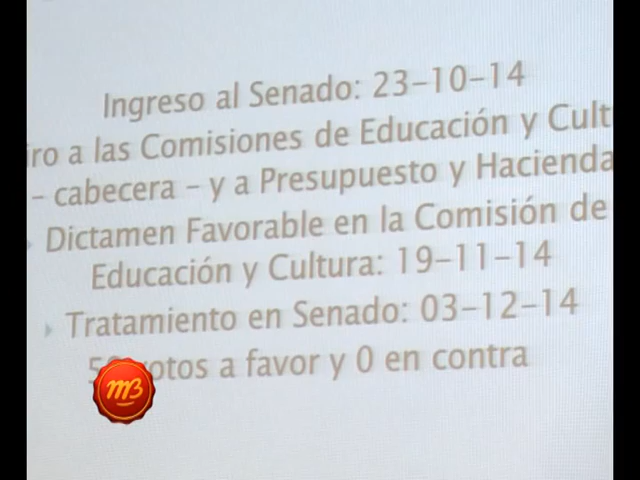 Ingreso al Senado: 23-10-14
a las Comisiones de Educación y
- cabecera - y a Presupuesto y Hacienda
Dictamen Favorable en la Comisión de
Educación y Cultura: 19-11-14
Tratamiento en Senado: 03-12-14
a favor y 0 en contra